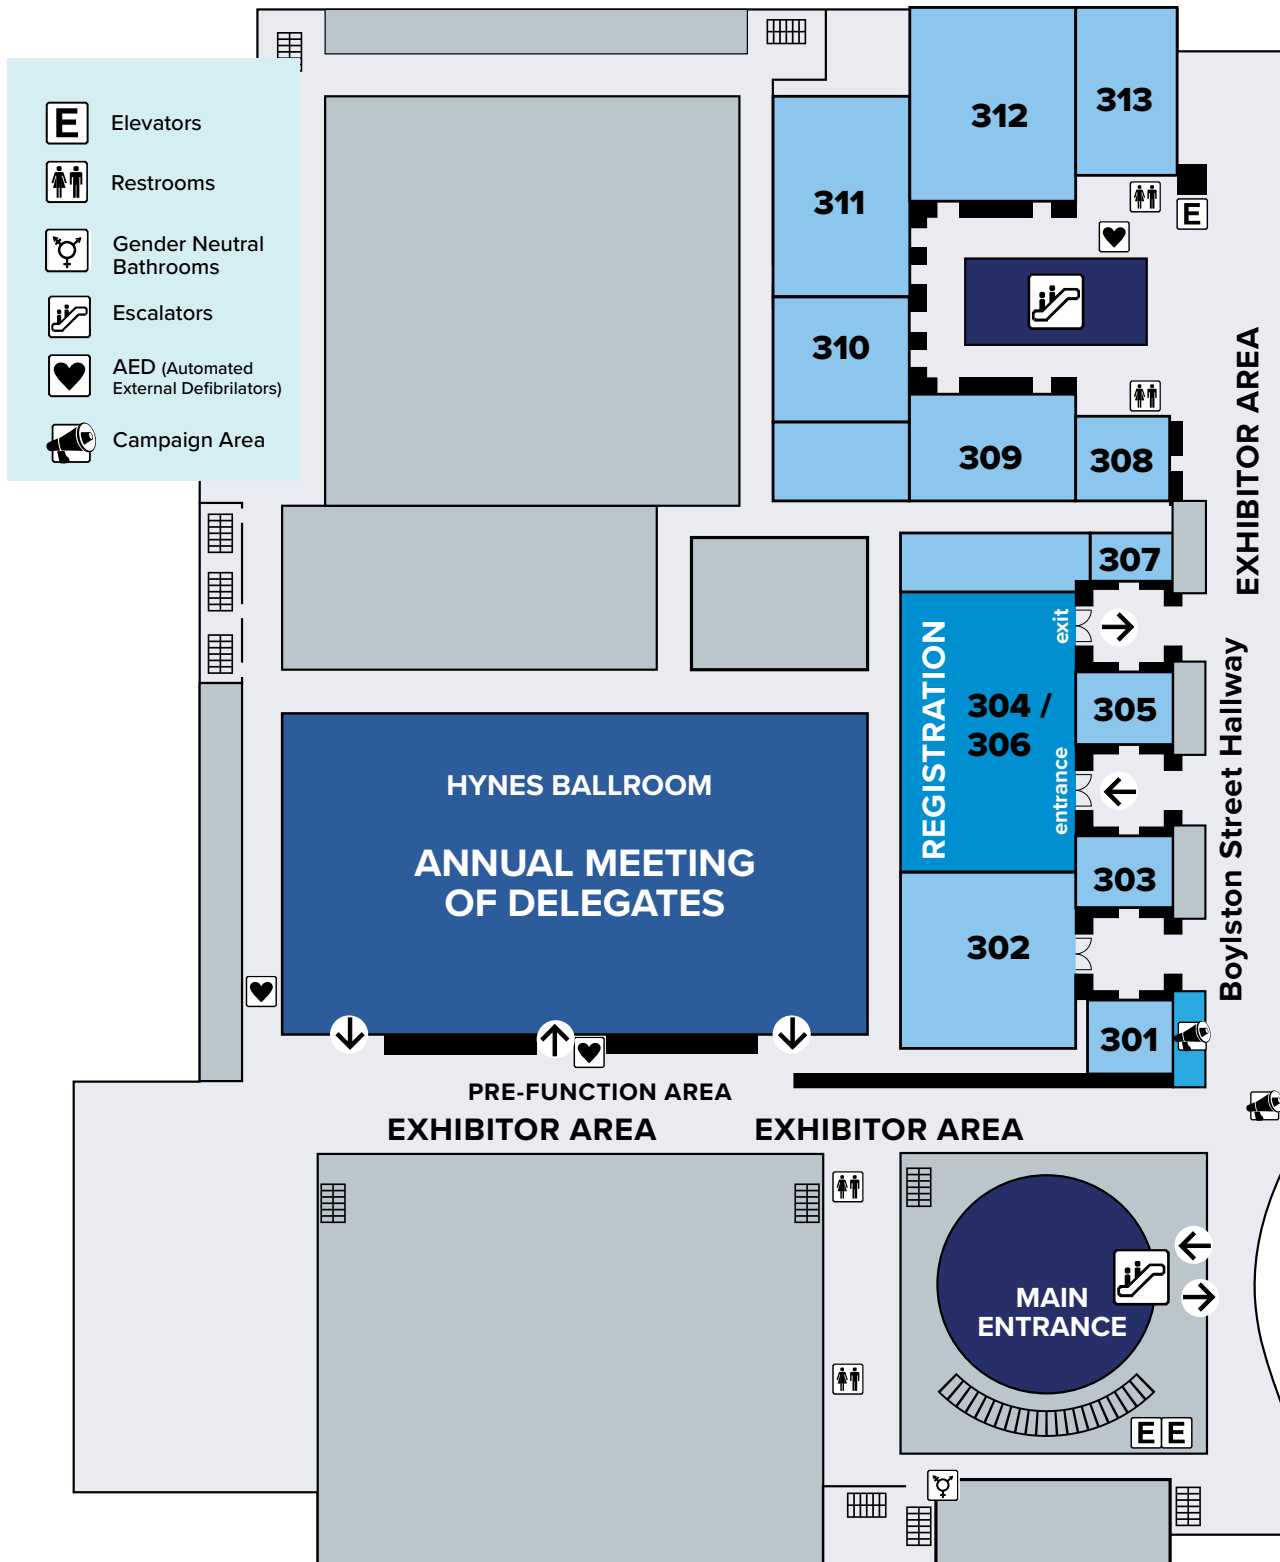 E
Elevators
Restrooms
Gender Neutral
Bathrooms
Escalators
AED (Automated
External Defibrilators)
Campaign Area
312
313
311
E
310
309
308
EXHIBITOR AREA
307
exit
REGISTRATION
304 /
306
305
entrance
Boylston Street Hallway
303
302
301
HYNES BALLROOM
ANNUAL MEETING
OF DELEGATES
PRE-FUNCTION AREA
EXHIBITOR AREA
EXHIBITOR AREA
MAIN
ENTRANCE
E E